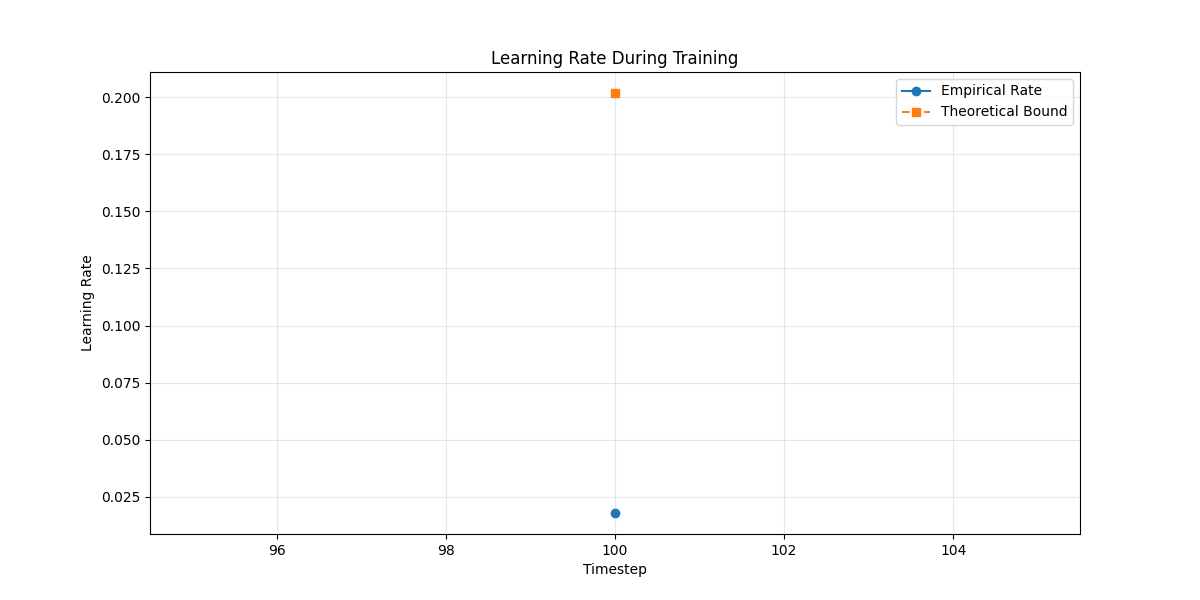 Learning Rate During Training
Empirical Rate
Theoretical Bound
Learning Rate
0.200
0.175
0.150
0.125
0.100
0.075
0.050
0.025
96 98 100 102 104
Timestep